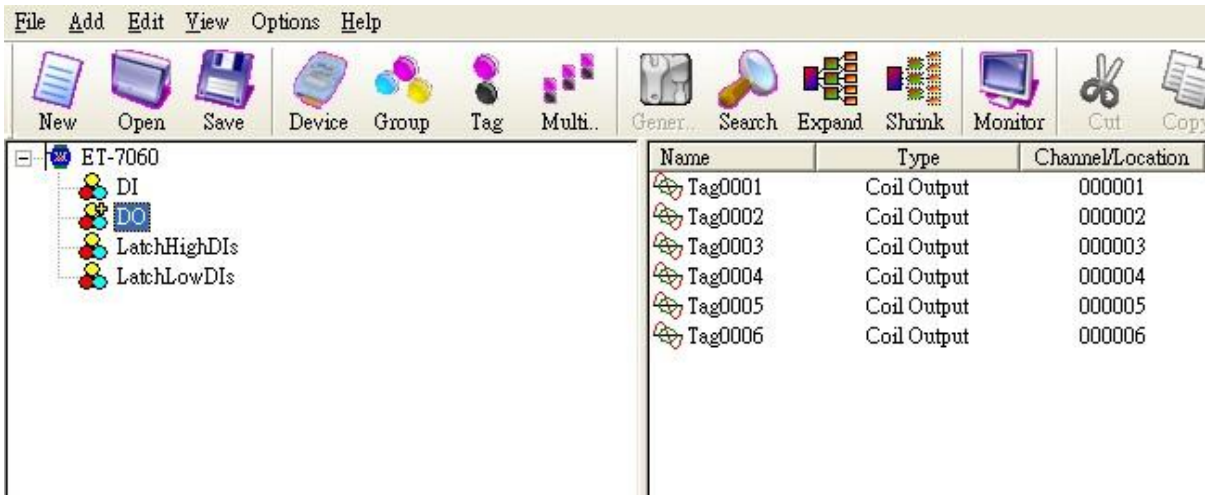 File Add Edit View Options Help
New Open Save Device Group Tag Multi.. Gener.. Search Expand Shrink Monitor Cut Copy
ET-7060
DI
DO
LatchHighDIs
LatchLowDIs
Name Type Channel/Location
Tag0001 Coil Output 000001
Tag0002 Coil Output 000002
Tag0003 Coil Output 000003
Tag0004 Coil Output 000004
Tag0005 Coil Output 000005
Tag0006 Coil Output 000006